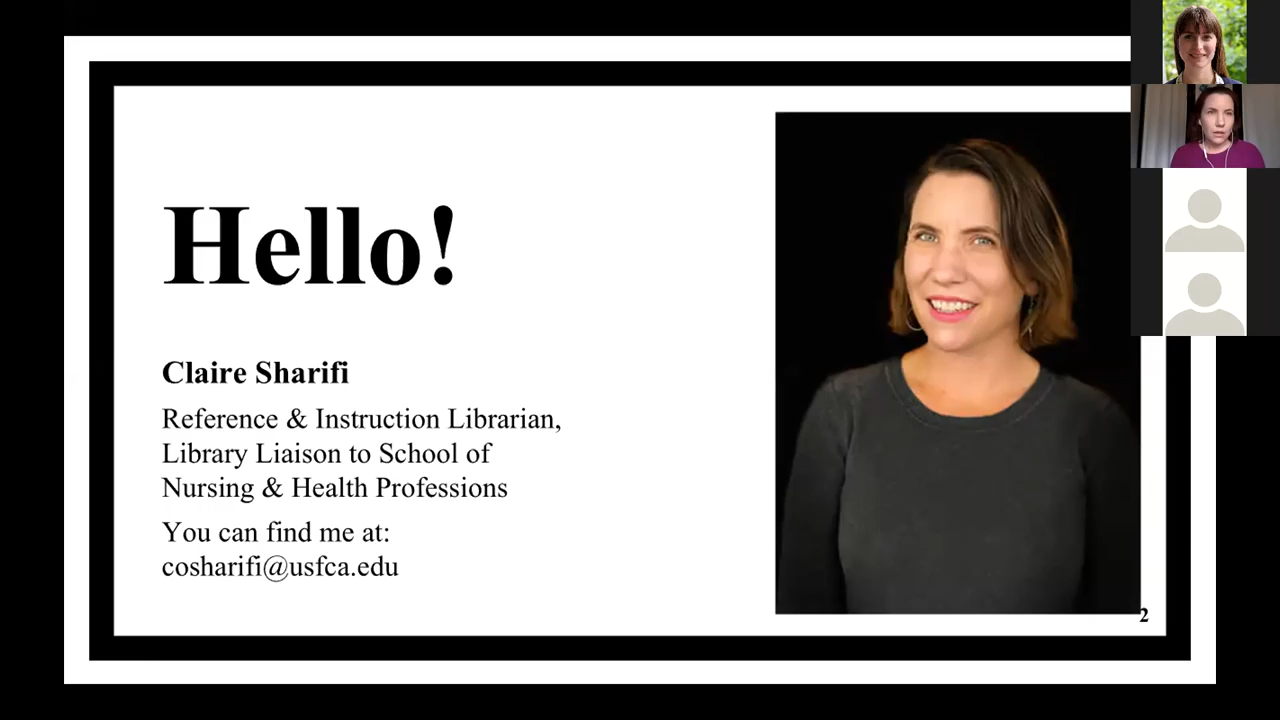 Hello!
Claire Sharifi
Reference & Instruction Librarian,
Library Liaison to School of
Nursing & Health Professions
You can find me at:
cosharifi@usfca.edu
2